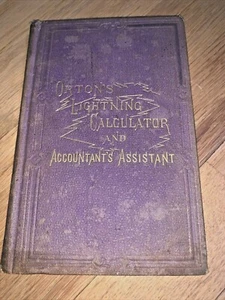 ORTON'S
LIGHTNING
CALCULATOR
AND
ACCOUNTANT'S ASSISTANT